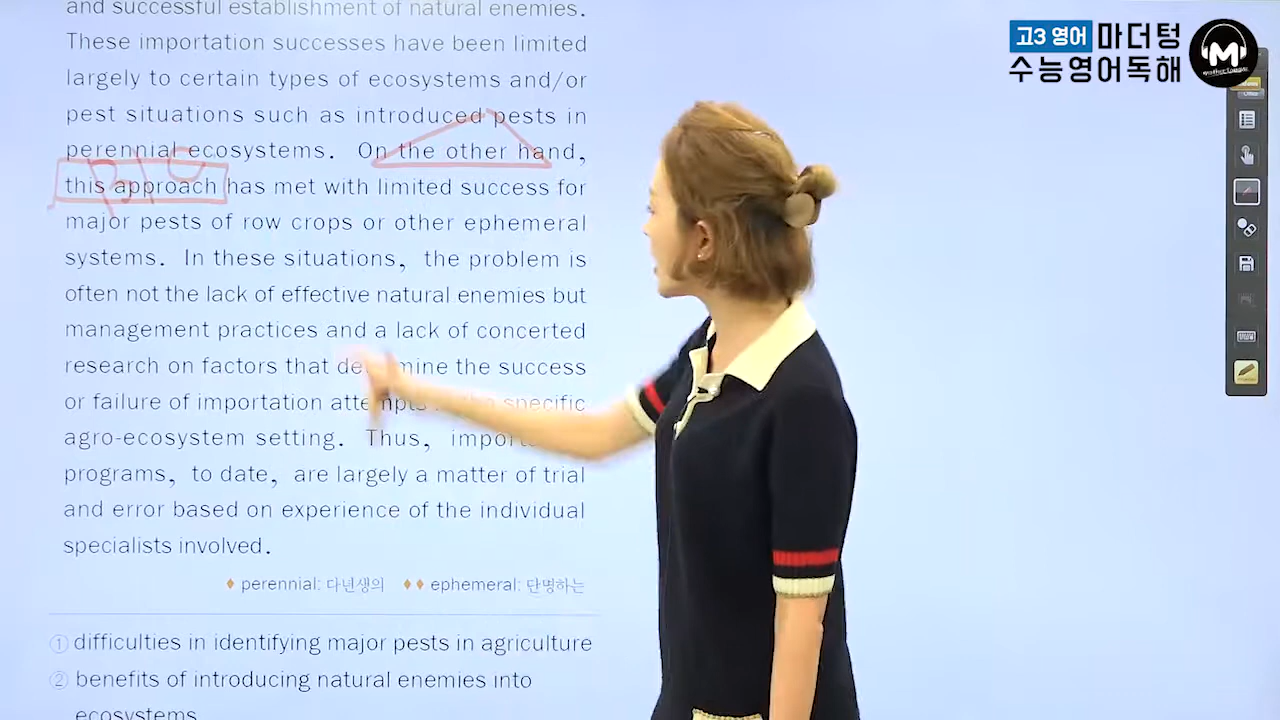 and successful establishment of natural enemies.
These importation successes have been limited
largely to certain types of ecosystems and/or
pest situations such as introduced pests in
perennial ecosystems. On the other hand,
this approach has met with limited success for
major pests of row crops or other ephemeral
systems. In these situations, the problem is
often not the lack of effective natural enemies but
management practices and a lack of concerted
research on factors that the success
or failure of importation specific
agro-ecosystem setting. Thus,
programs, to date, are largely a matter of trial
and error based on experience of the individual
specialists involved.
♦ perennial: 다년생의 ♦♦ ephemeral: 단명하는
① difficulties in identifying major pests in agriculture
② benefits of introducing natural enemies into
ecosystems
고3 영어 마더텅
수능영어독해
M